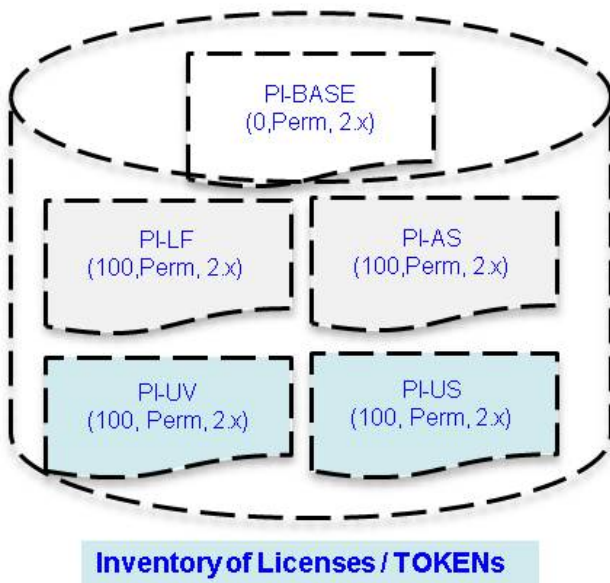 PI-BASE
(0,Perm, 2.x)
PI-LF
(100,Perm, 2.x)
PI-AS
(100,Perm, 2.x)
PI-UV
(100, Perm, 2.x)
PI-US
(100, Perm, 2.x)
Inventory of Licenses / TOKENs